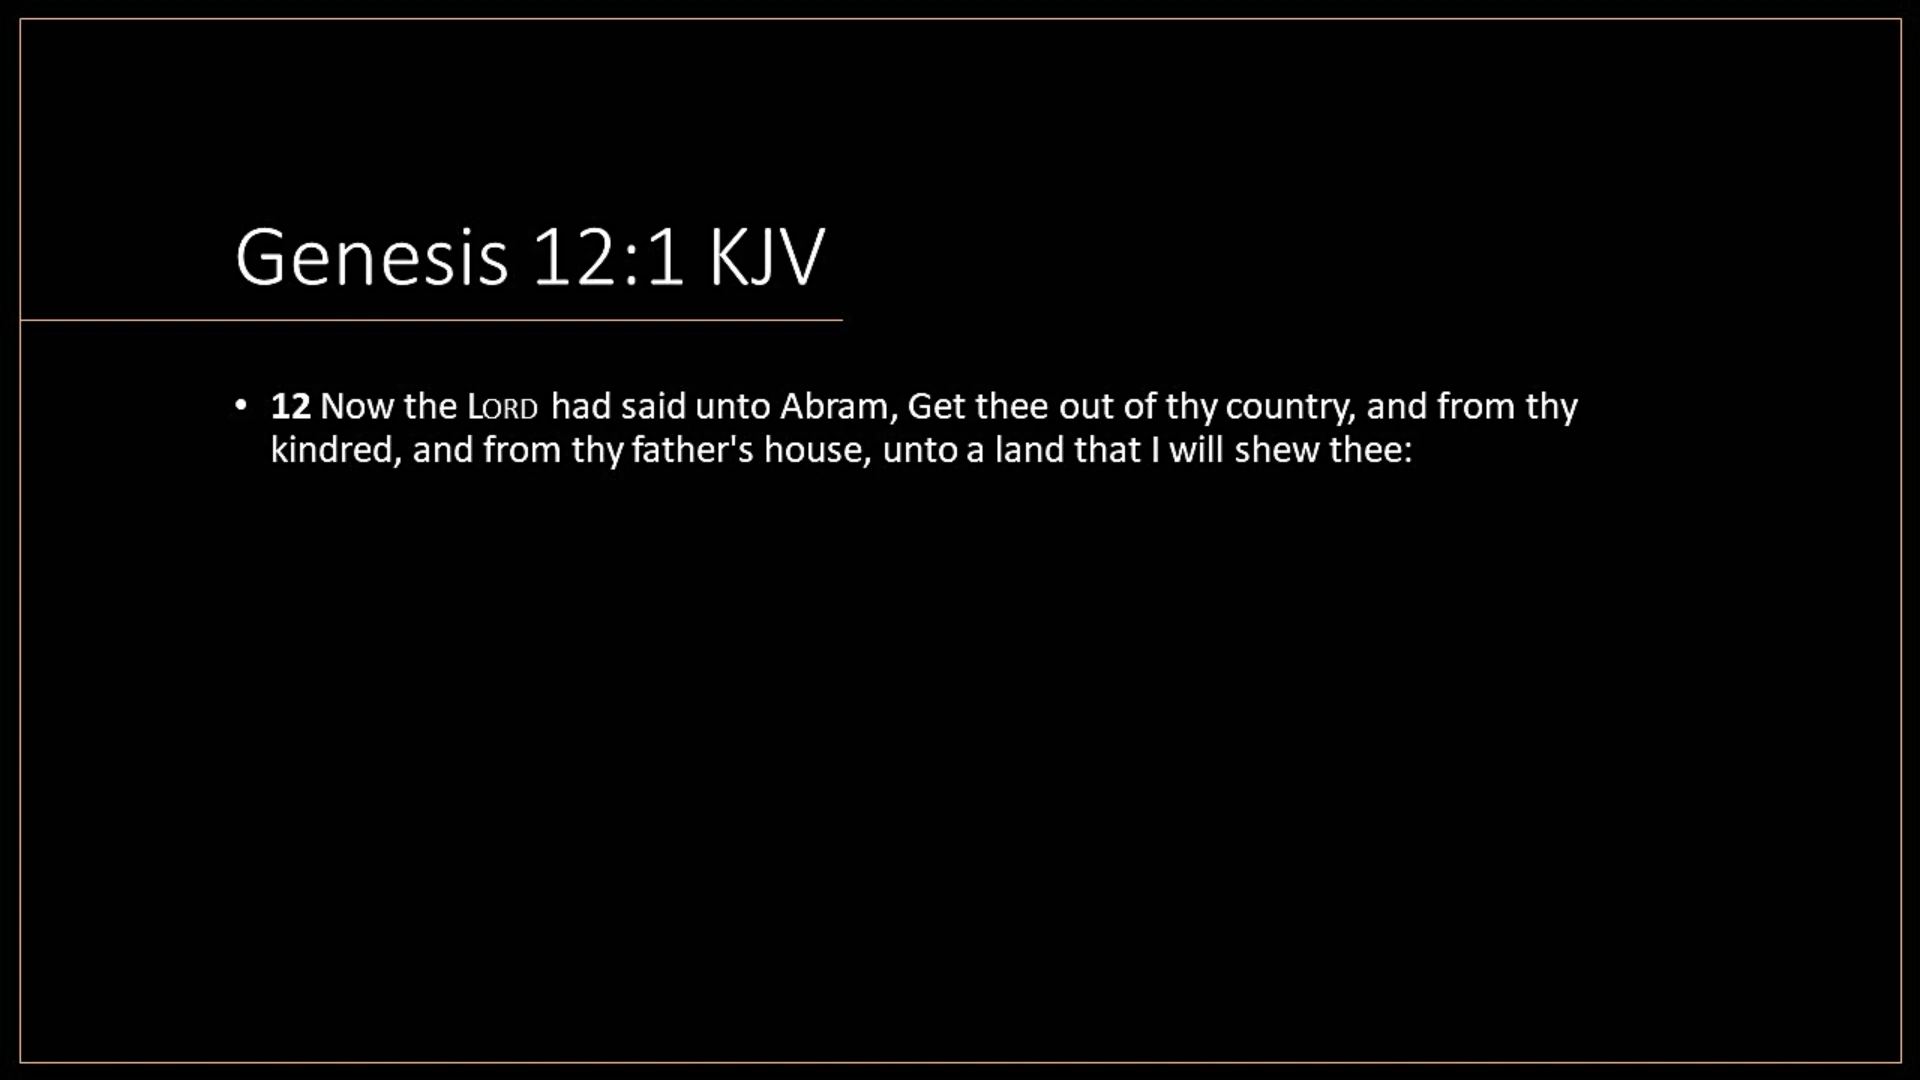 Genesis 12:1 KJV
• 12 Now the LORD had said unto Abram, Get thee out of thy country, and from thy
kindred, and from thy father's house, unto a land that I will shew thee: